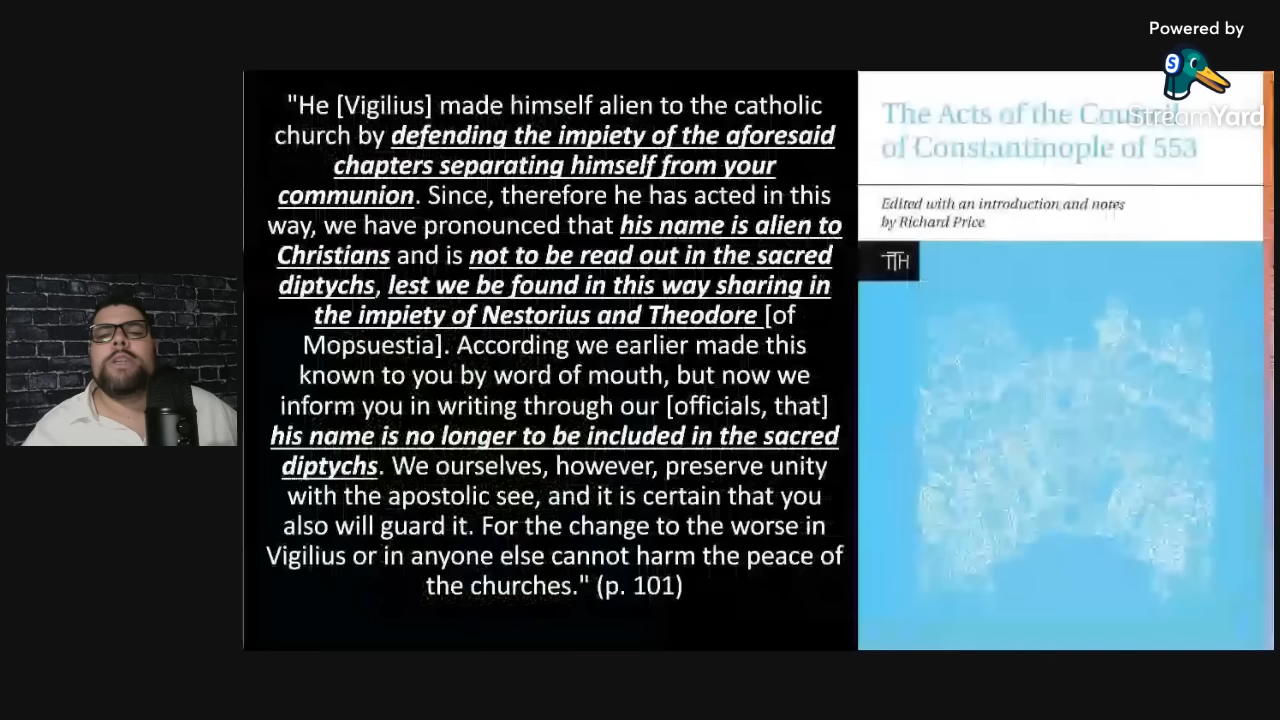 Powered by
StreamYard
"He [Vigilius] made himself alien to the catholic
church by defending the impiety of the aforesaid
chapters separating himself from your
communion. Since, therefore he has acted in this
way, we have pronounced that his name is alien to
Christians and is not to be read out in the sacred
diptychs, lest we be found in this way sharing in
the impiety of Nestorius and Theodore [of
Mopsuestia]. According we earlier made this
known to you by word of mouth, but now we
inform you in writing through our [officials, that]
his name is no longer to be included in the sacred
diptychs. We ourselves, however, preserve unity
with the apostolic see, and it is certain that you
also will guard it. For the change to the worse in
Vigilius or in anyone else cannot harm the peace of
the churches." (p. 101)
The Acts of the Council
of Constantinople of 553
Edited with an introduction and notes
by Richard Price
TTH